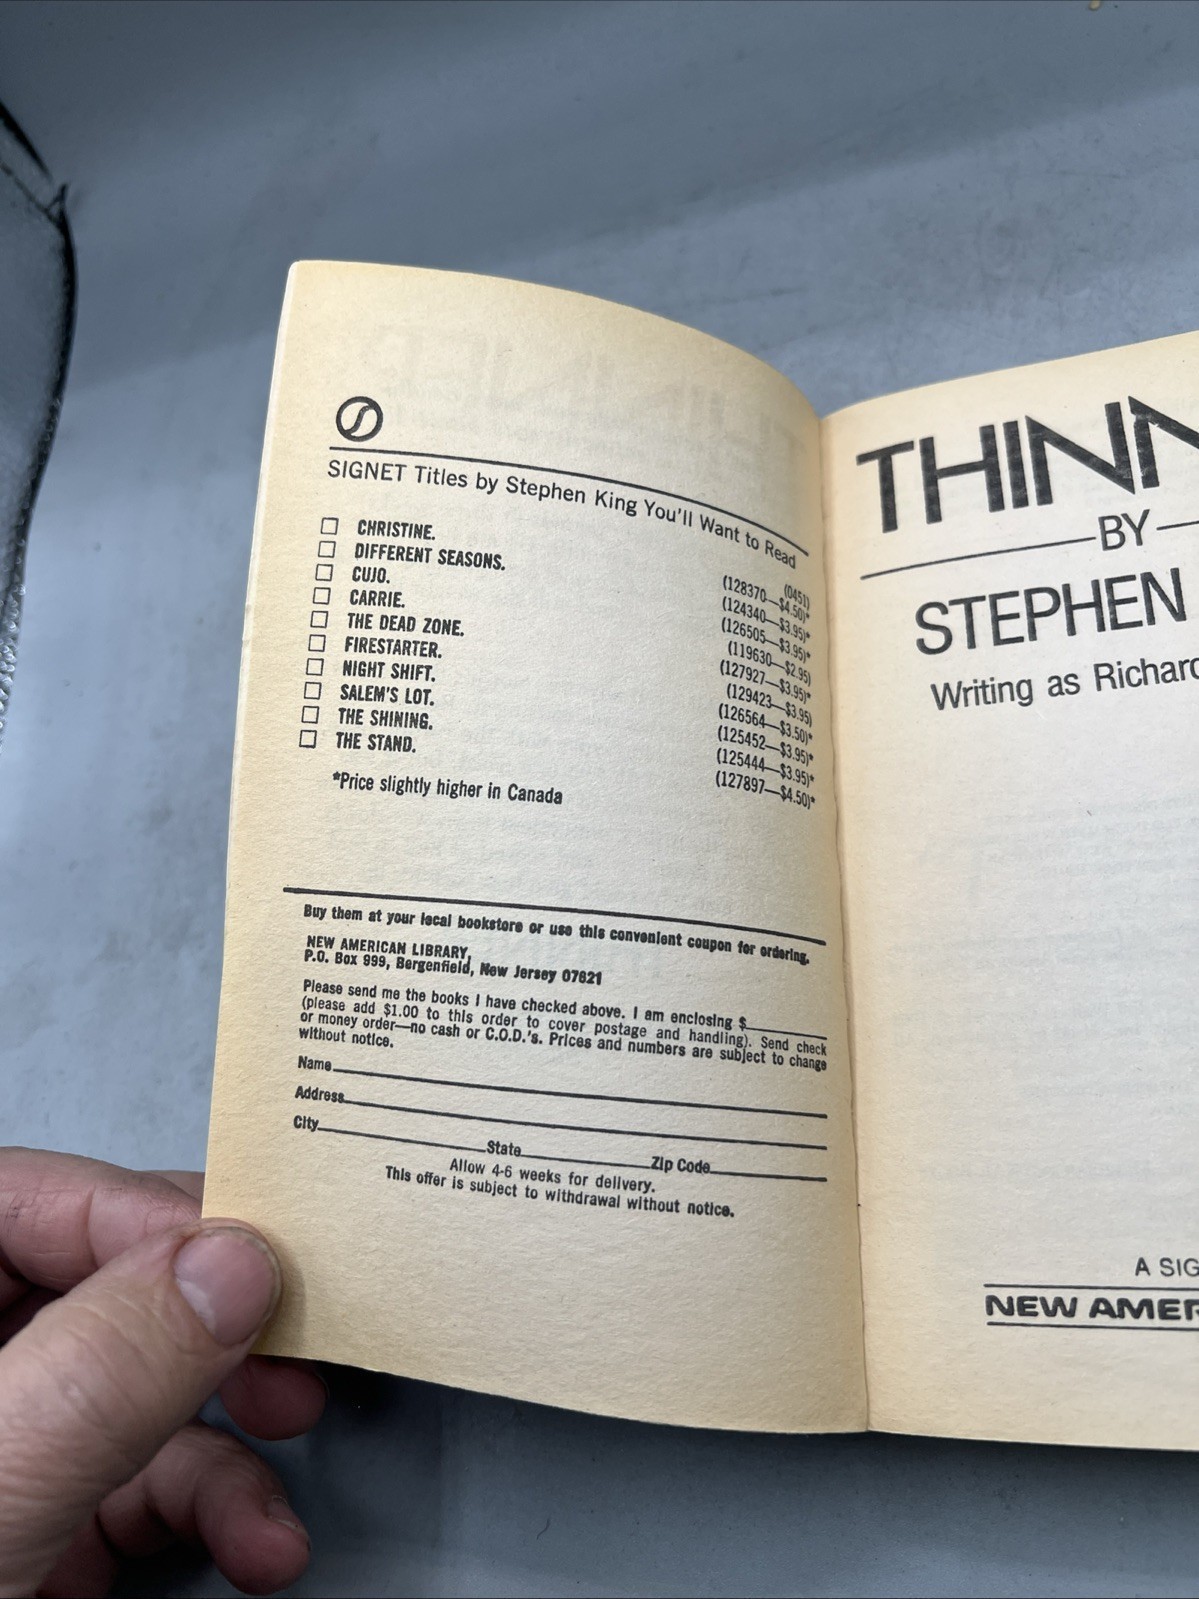 SIGNET Titles by Stephen King You'll Want to Read
(0451)
☐ CHRISTINE. (128370—$4.50)*
☐ DIFFERENT SEASONS. (124340—$3.95)*
☐ CUJO. (126505—$3.95)*
☐ CARRIE. (119630—$2.95)
☐ THE DEAD ZONE. (127927—$3.95)*
☐ FIRESTARTER. (129423—$3.95)
☐ NIGHT SHIFT. (126564—$3.50)*
☐ SALEM'S LOT. (125452—$3.95)*
☐ THE SHINING. (125444—$3.95)*
☐ THE STAND. (127897—$4.50)*
*Price slightly higher in Canada
Buy them at your local bookstore or use this convenient coupon for ordering.
NEW AMERICAN LIBRARY,
P.O. Box 999, Bergenfield, New Jersey 07621
Please send me the books I have checked above. I am enclosing $
(please add $1.00 to this order to cover postage and handling). Send check
or money order—no cash or C.O.D.'s. Prices and numbers are subject to change
without notice.
Name
Address
City State Zip Code
Allow 4-6 weeks for delivery.
This offer is subject to withdrawal without notice.
THINN
BY
STEPHEN
Writing as Richard
A SIG
NEW AMER